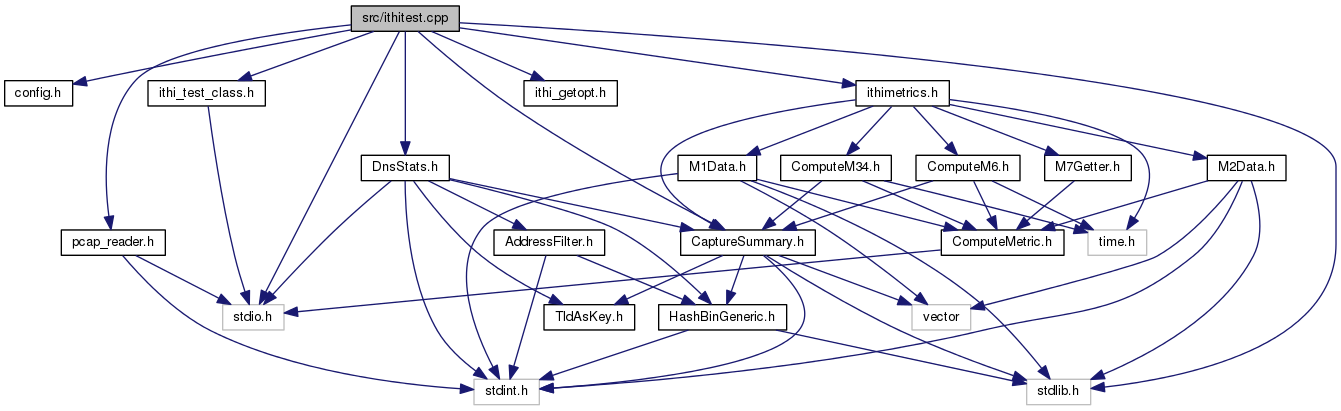 src/ithitest.cpp
config.h
ithi_test_class.h
ithi_getopt.h
ithimetrics.h
DnsStats.h
M1Data.h
ComputeM34.h
ComputeM6.h
M7Getter.h
M2Data.h
pcap_reader.h
AddressFilter.h
CaptureSummary.h
ComputeMetric.h
time.h
stdio.h
TldAsKey.h
HashBinGeneric.h
vector
stdint.h
stdlib.h